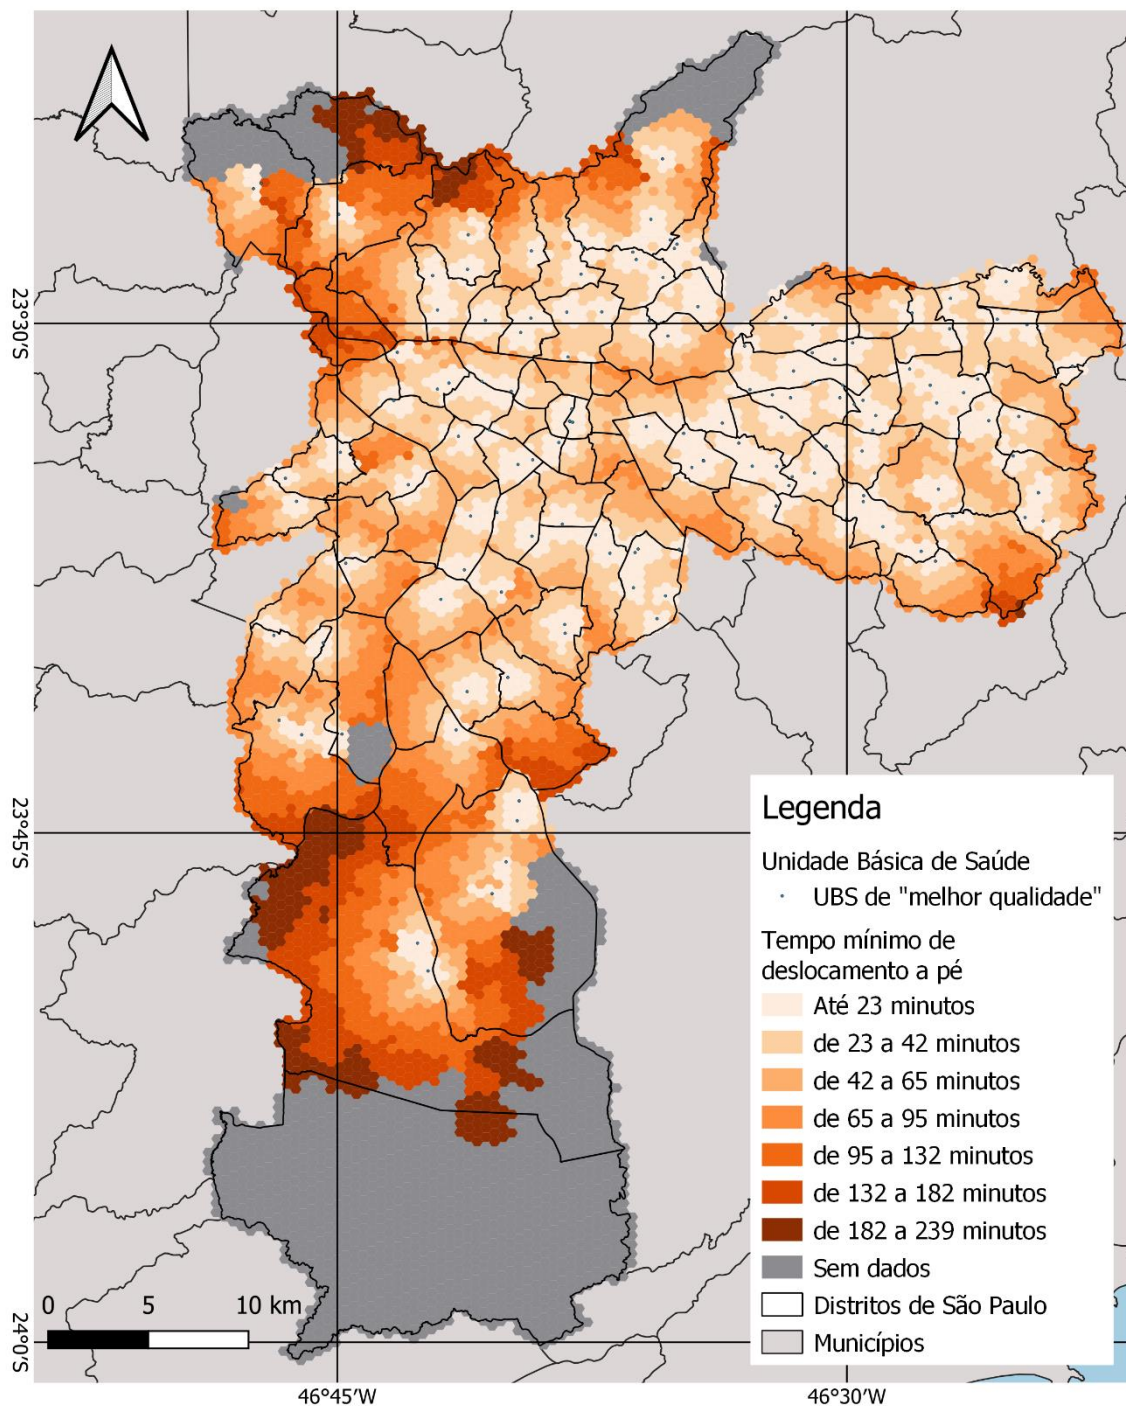 23°30'S
23°45'S
24°0'S
46°45'W
46°30'W
0 5 10 km
Legenda
Unidade Básica de Saúde
UBS de "melhor qualidade"
Tempo mínimo de
deslocamento a pé
Até 23 minutos
de 23 a 42 minutos
de 42 a 65 minutos
de 65 a 95 minutos
de 95 a 132 minutos
de 132 a 182 minutos
de 182 a 239 minutos
Sem dados
Distritos de São Paulo
Municípios